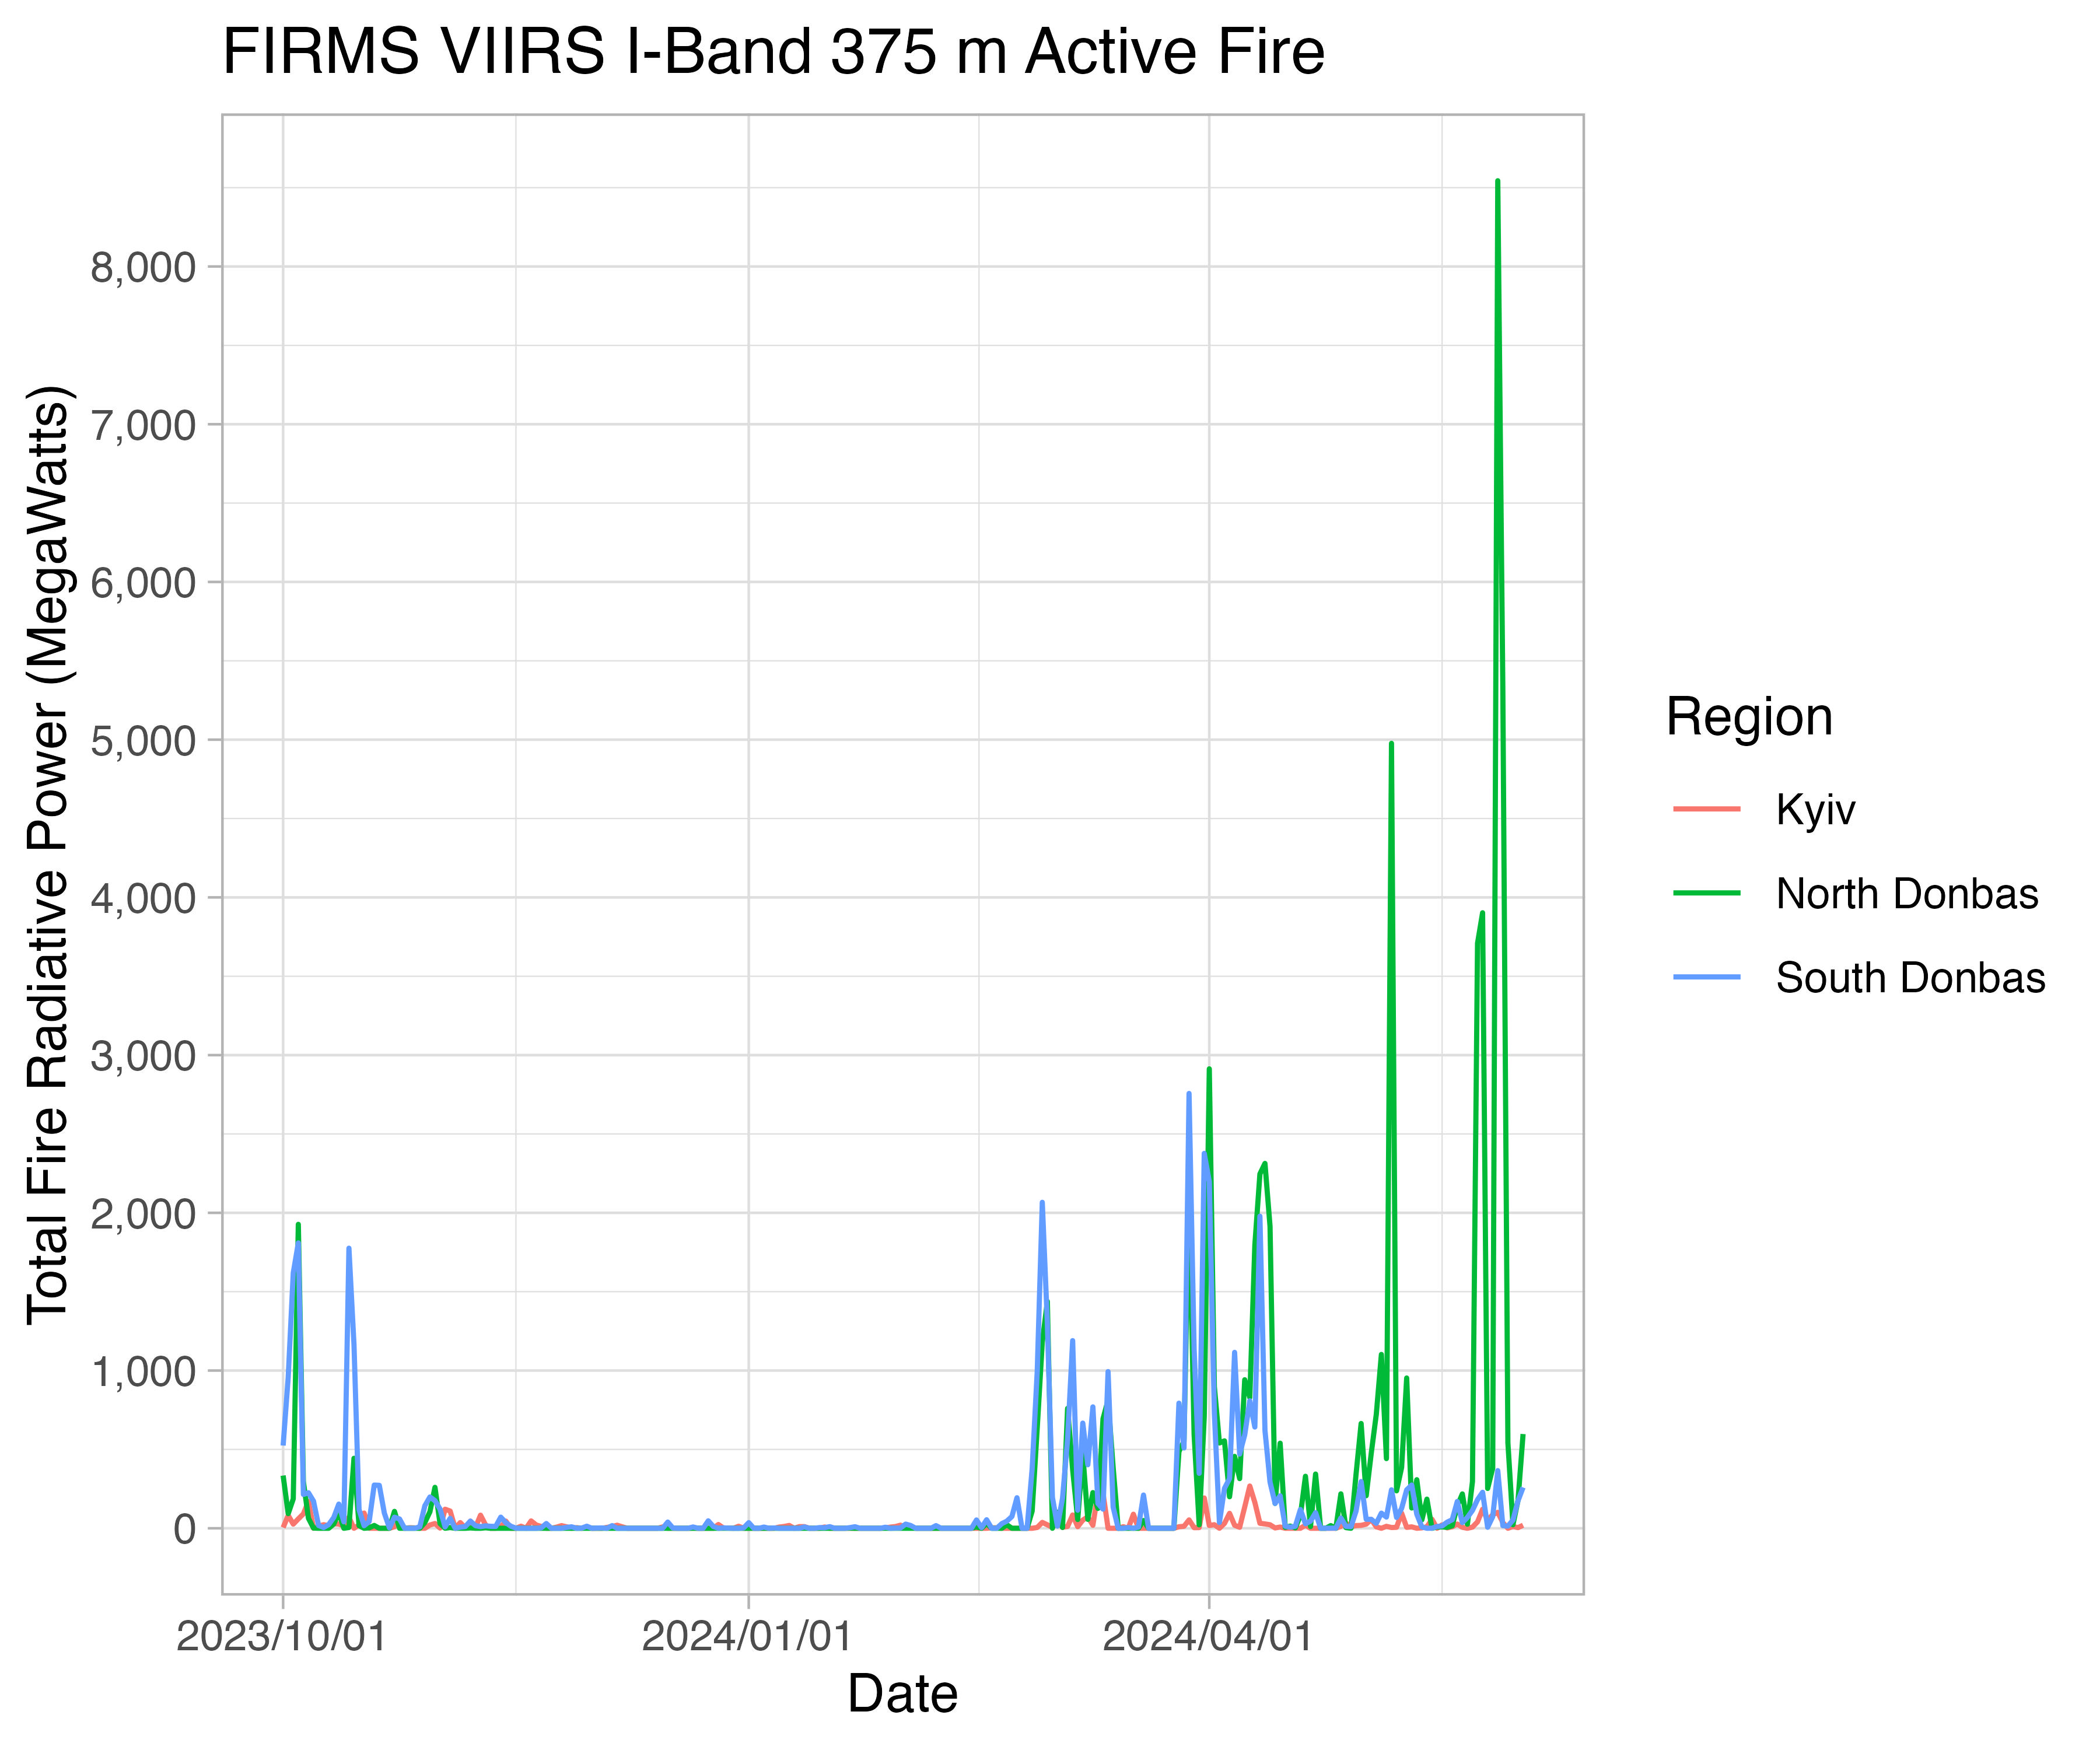 FIRMS VIIRS I-Band 375 m Active Fire
Total Fire Radiative Power (MegaWatts)
8,000
7,000
6,000
5,000
4,000
3,000
2,000
1,000
0
2023/10/01
2024/01/01
2024/04/01
Date
Region
Kyiv
North Donbas
South Donbas